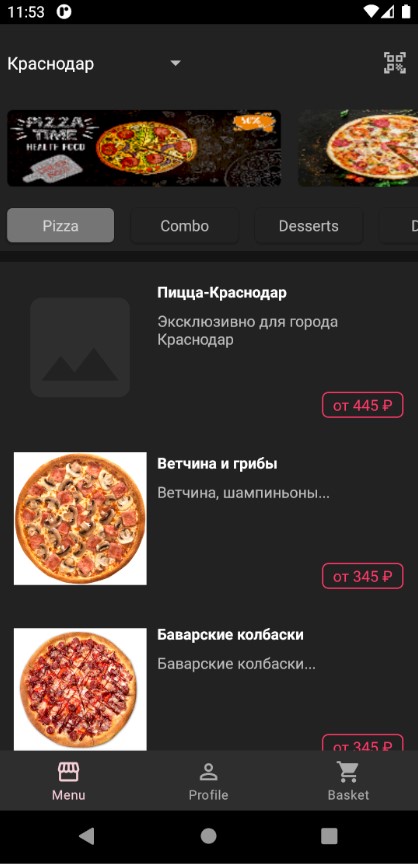 11:53
Краснодар
PIZZA
TIME
HEALTH FOOD
50%
Pizza
Combo
Desserts
D
Пицца-Краснодар
Эксклюзивно для города
Краснодар
от 445 ₽
Ветчина и грибы
Ветчина, шампиньоны...
от 345 ₽
Баварские колбаски
Баварские колбаски...
от 345 ₽
Menu
Profile
Basket